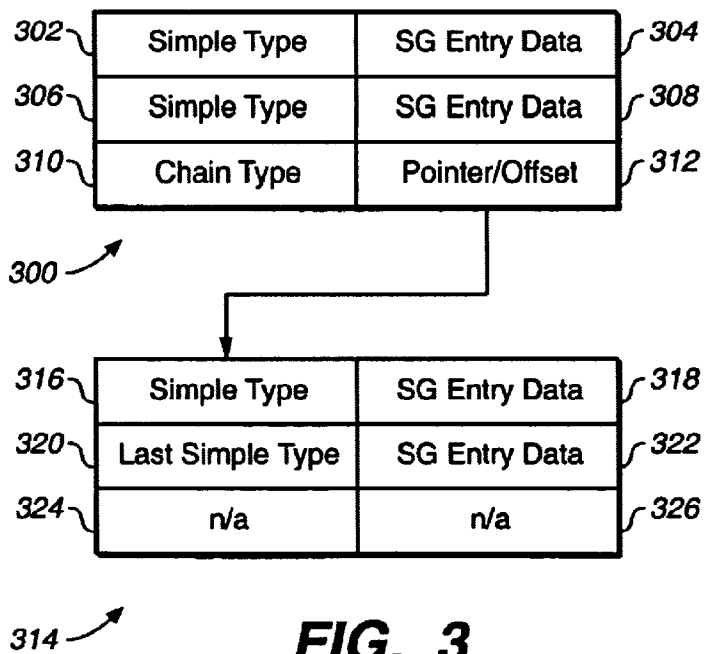 302 Simple Type SG Entry Data 304
306 Simple Type SG Entry Data 308
310 Chain Type Pointer/Offset 312
300
316 Simple Type SG Entry Data 318
320 Last Simple Type SG Entry Data 322
324 n/a n/a 326
314 FIG. 3